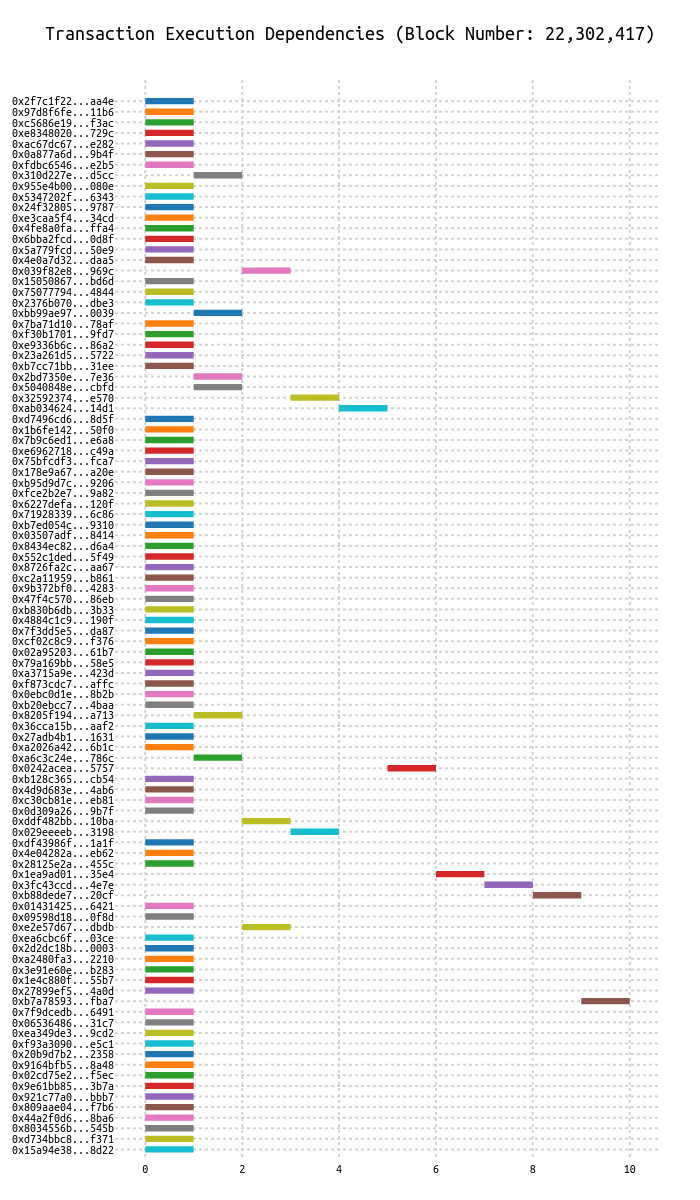 Transaction Execution Dependencies (Block Number: 22,302,417)
0x2f7c1f22...aa4e
0x97d8f6fe...11b6
0xc5686e19...f3ac
0xe8348020...729c
0xac67dc67...e282
0x0a877a6d...9b4f
0xfdbc6546...e2b5
0x310d227e...d5cc
0x955e4b00...080e
0x5347202f...6343
0x24f32805...9787
0xe3caa5f4...34cd
0x4fe8a0fa...ffa4
0x6bba2fcd...0d8f
0x5a779fcd...50e9
0x4e0a7d32...daa5
0x039f82e8...969c
0x15050867...bd6d
0x75077794...4844
0x2376b070...dbe3
0xbb99ae97...0039
0x7ba71d10...78af
0xf30b1701...9fd7
0xe9336b6c...86a2
0x23a261d5...5722
0xb7cc71bb...31ee
0x2bd7350e...7e36
0x5040848e...cbfd
0x32592374...e570
0xab034624...14d1
0xd7496cd6...8d5f
0x1b6fe142...50f0
0x7b9c6ed1...e6a8
0xe6962718...c49a
0x75bfcdf3...fca7
0x178e9a67...a20e
0xb95d9d7c...9206
0xfce2b2e7...9a82
0x6227defa...120f
0x71928339...6c86
0xb7ed054c...9310
0x03507adf...8414
0x8434ec82...d6a4
0x552c1ded...5f49
0x8726fa2c...aa67
0xc2a11959...b861
0x9b372bf0...4283
0x47f4c570...86eb
0xb830b6db...3b33
0x4884c1c9...190f
0x7f3dd5e5...da87
0xcf02c8c9...f376
0x02a95203...61b7
0x79a169bb...58e5
0xa3715a9e...423d
0xf873cdc7...affc
0x0ebc0d1e...8b2b
0xb20ebcc7...4baa
0x8205f194...a713
0x36cca15b...aaf2
0x27adb4b1...1631
0xa2026a42...6b1c
0xa6c3c24e...786c
0x0242acea...5757
0xb128c365...cb54
0x4d9d683e...4ab6
0xc30cb81e...eb81
0x0d309a26...9b7f
0xddf482bb...10ba
0x029eeeeb...3198
0xdf43986f...1a1f
0x4e04282a...eb62
0x28125e2a...455c
0x1ea9ad01...35e4
0x3fc43ccd...4e7e
0xb88dede7...20cf
0x01431425...6421
0x09598d18...0f8d
0xe2e57d67...dbdb
0xea6cbc6f...03ce
0x2d2dc18b...0003
0xa2480fa3...2210
0x3e91e60e...b283
0x1e4c880f...55b7
0x27899ef5...4a0d
0xb7a78593...fba7
0x7f9dcedb...6491
0x06536486...31c7
0xea349de3...9cd2
0xf93a3090...e5c1
0x20b9d7b2...2358
0x9164bfb5...8a48
0x02cd75e2...f5ec
0x9e61bb85...3b7a
0x921c77a0...bbb7
0x809aae04...f7b6
0x44a2f0d6...8ba6
0x8034556b...545b
0xd734bbc8...f371
0x15a94e38...8d22
0 2 4 6 8 10